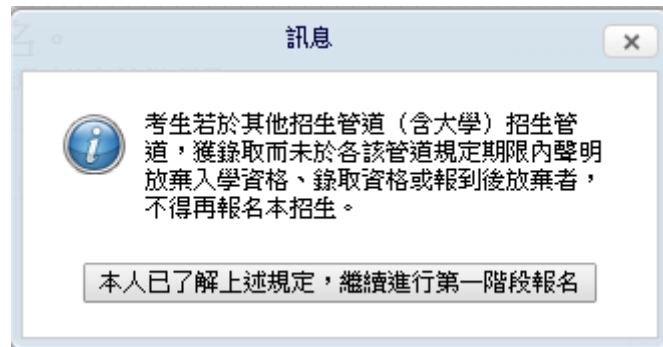 訊息
考生若於其他招生管道（含大學）招生管
道，獲錄取而未於各該管道規定期限內聲明
放棄入學資格、錄取資格或報到後放棄者，
不得再報名本招生。
本人已了解上述規定，繼續進行第一階段報名